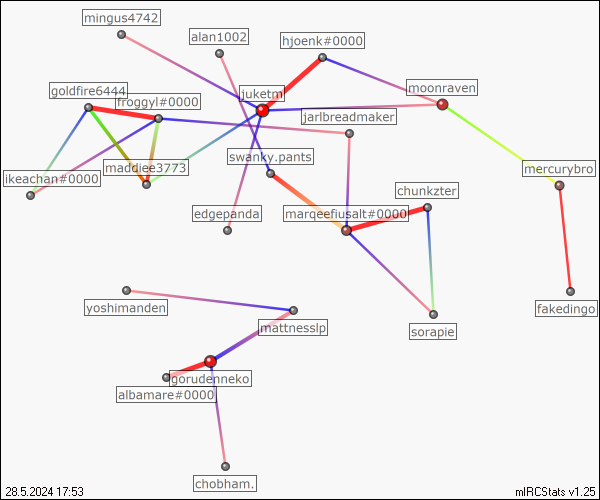 mingus4742
alan1002
hjoenk#0000
goldfire6444
froggyl#0000
juketm
moonraven
jarlbreadmaker
swanky.pants
maddiee3773
ikeachan#0000
mercurybro
chunkzter
edgepanda
marqeefiusalt#0000
yoshimanden
mattnesslp
sorapie
fakedingo
gorudenneko
albamare#0000
chobham.
28.5.2024 17:53
mIRCStats v1.25